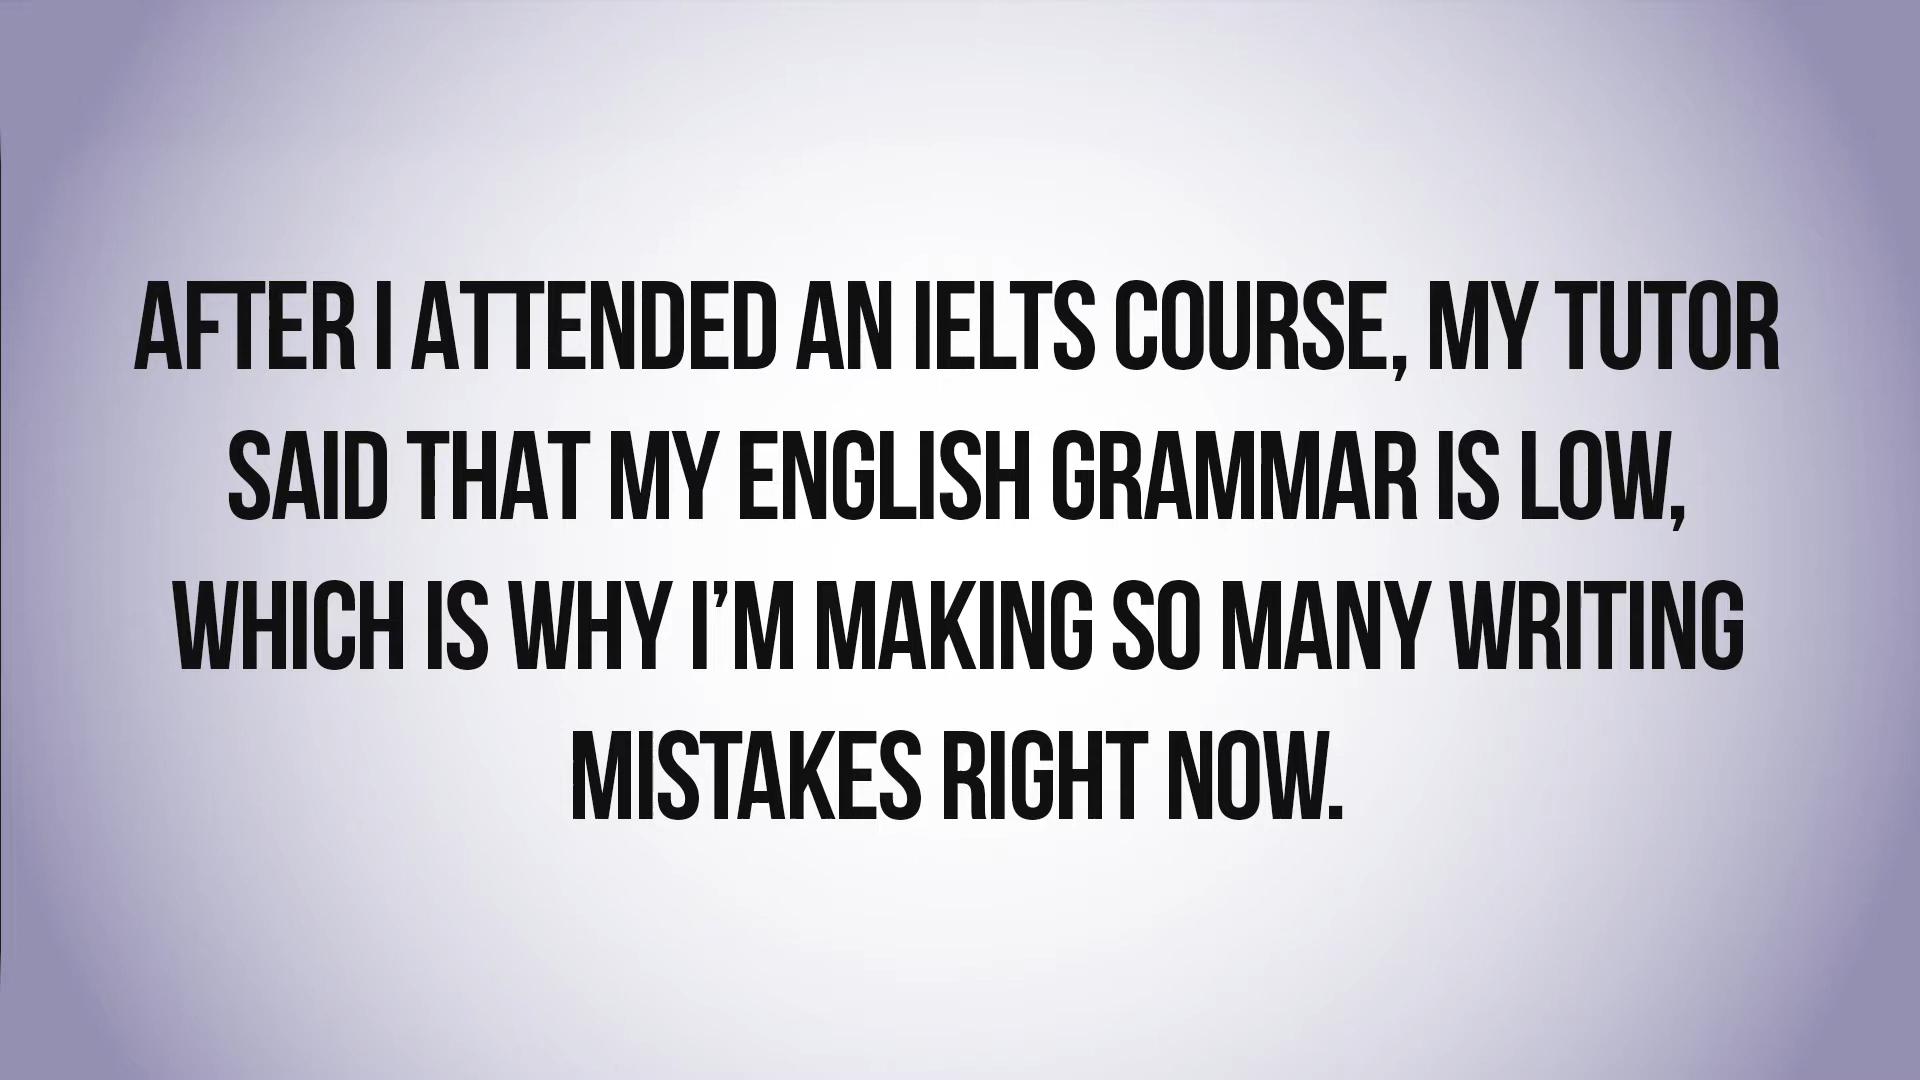 AFTER I ATTENDED AN IELTS COURSE, MY TUTOR
SAID THAT MY ENGLISH GRAMMAR IS LOW,
WHICH IS WHY I’M MAKING SO MANY WRITING
MISTAKES RIGHT NOW.